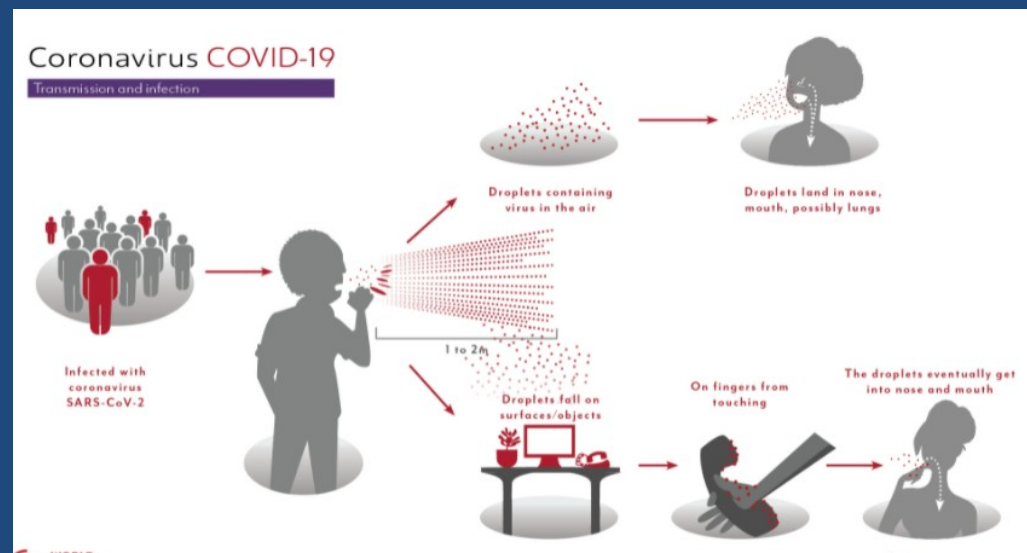 Coronavirus COVID-19
Transmission and infection
Droplets containing
virus in the air
Droplets land in nose,
mouth, possibly lungs
1 to 2m
Infected with
coronavirus
SARS-CoV-2
Droplets fall on
surfaces/objects
On fingers from
touching
The droplets eventually get
into nose and mouth